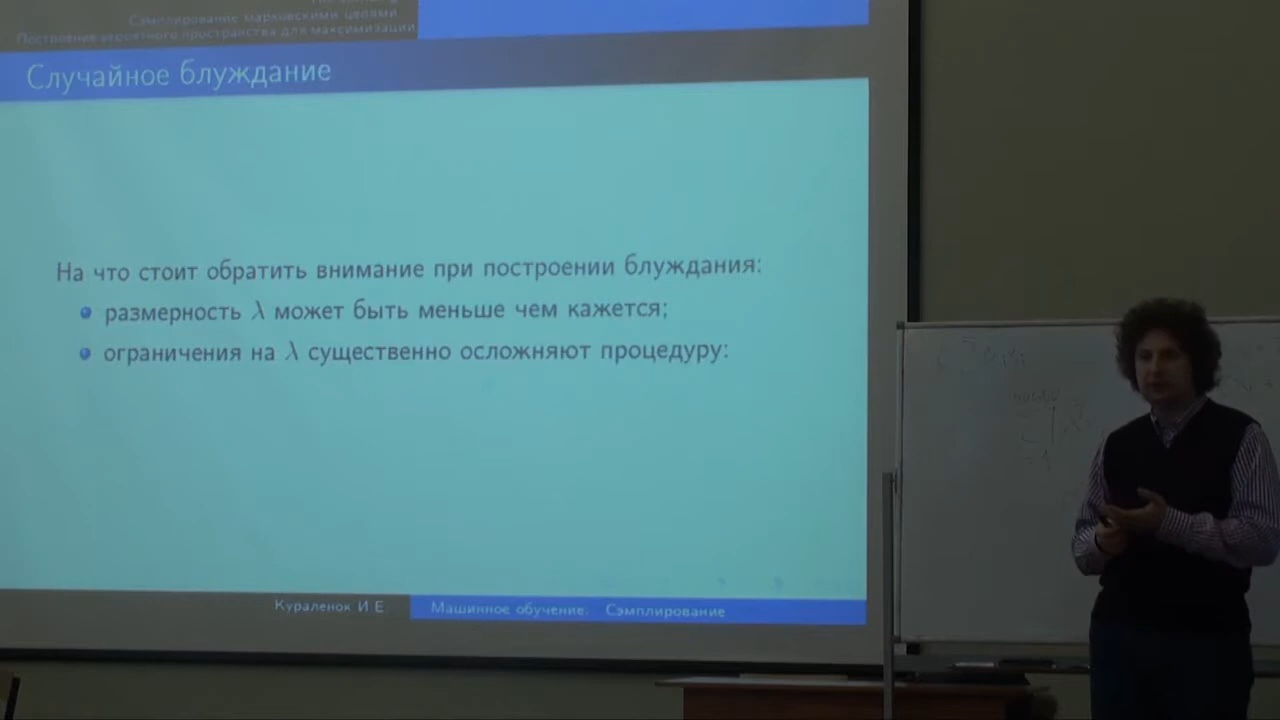 Сэмплирование марковскими цепями
Построение вероятного пространства для максимизации
Случайное блуждание
На что стоит обратить внимание при построении блуждания:
размерность λ может быть меньше чем кажется;
ограничения на λ существенно осложняют процедуру:
Кураленок И.Е.
Машинное обучение: Сэмплирование